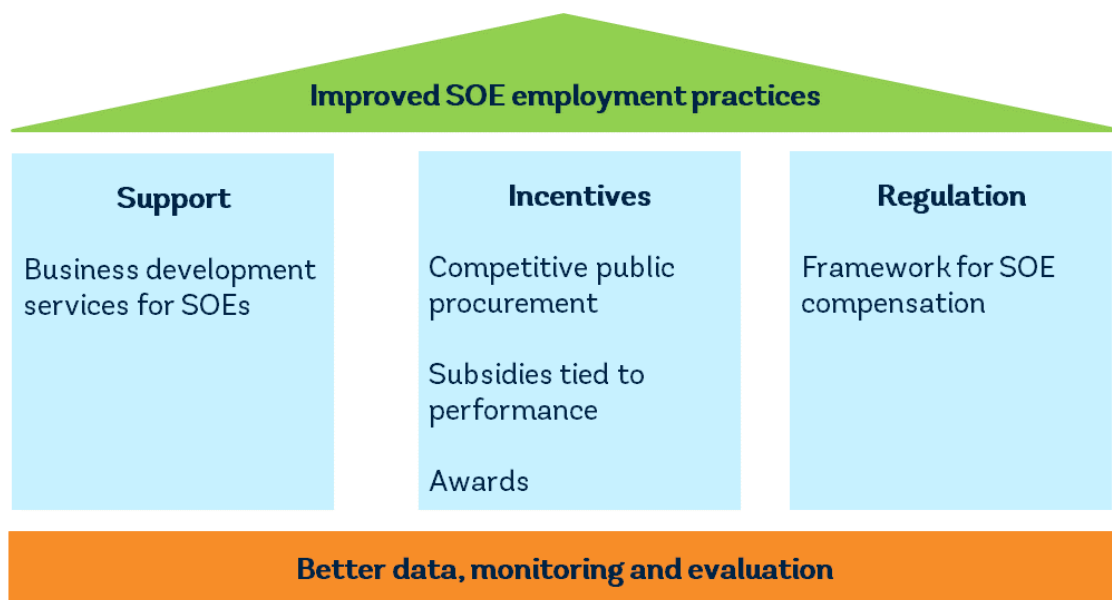 Improved SOE employment practices
Support
Business development
services for SOEs
Incentives
Competitive public
procurement
Subsidies tied to
performance
Awards
Regulation
Framework for SOE
compensation
Better data, monitoring and evaluation